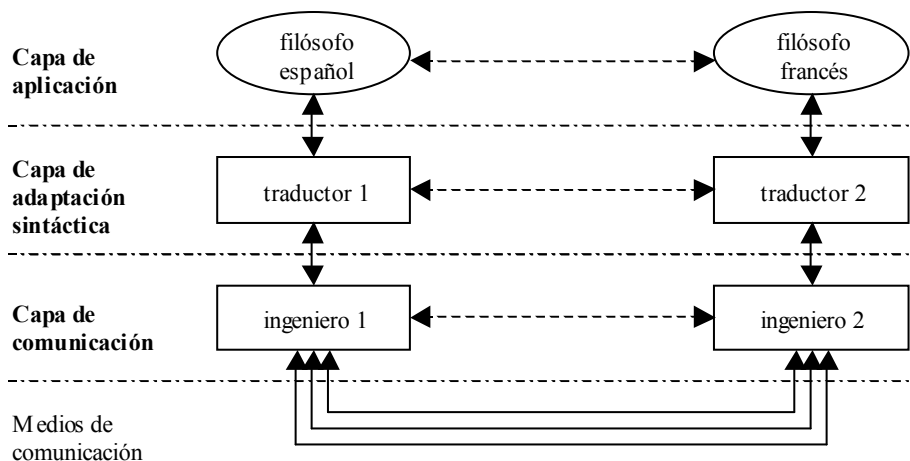 Capa de
aplicación
filósofo
español
filósofo
francés
Capa de
adaptación
sintáctica
traductor 1
traductor 2
Capa de
comunicación
ingeniero 1
ingeniero 2
Medios de
comunicación